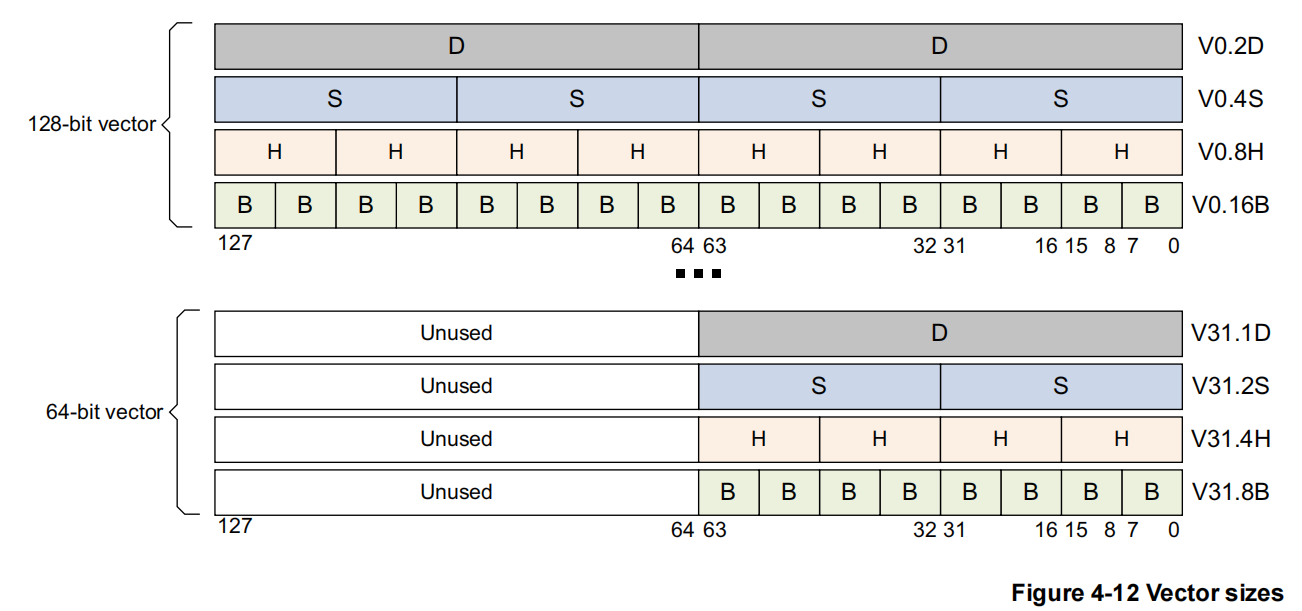 D D V0.2D
S S S S V0.4S
128-bit vector
H H H H H H H H V0.8H
B B B B B B B B B B B B B B B B V0.16B
127 64 63 32 31 16 15 8 7 0
Unused D V31.1D
Unused S S V31.2S
64-bit vector
Unused H H H H V31.4H
Unused B B B B B B B B V31.8B
127 64 63 32 31 16 15 8 7 0
Figure 4-12 Vector sizes